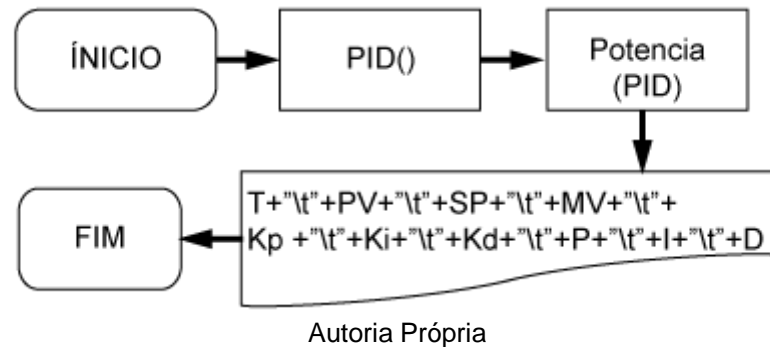 ÍNICIO
PID()
Potencia
(PID)
T+"\t"+PV+"\t"+SP+"\t"+MV+"\t"+
Kp +"\t"+Ki+"\t"+Kd+"\t"+P+"\t"+I+"\t"+D
FIM
Autoria Própria